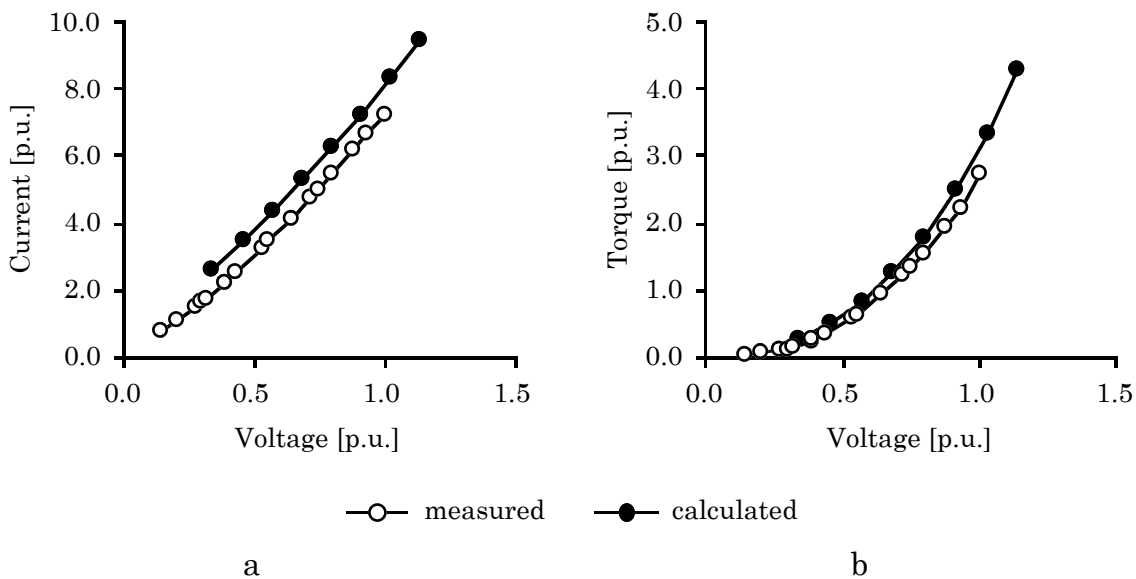 10.0
8.0
6.0
4.0
2.0
0.0
Current [p.u.]
0.0 0.5 1.0 1.5
Voltage [p.u.]
5.0
4.0
3.0
2.0
1.0
0.0
Torque [p.u.]
0.0 0.5 1.0 1.5
Voltage [p.u.]
measured calculated
a b